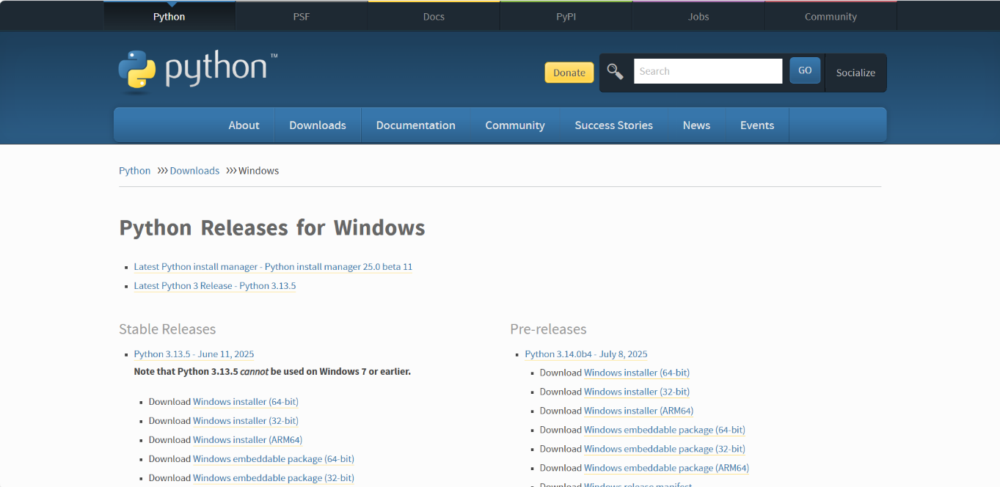 Python PSF Docs PyPI Jobs Community
python™
Donate Search GO Socialize
About Downloads Documentation Community Success Stories News Events
Python >>> Downloads >>> Windows
Python Releases for Windows
Latest Python install manager - Python install manager 25.0 beta 11
Latest Python 3 Release - Python 3.13.5
Stable Releases
Python 3.13.5 - June 11, 2025
Note that Python 3.13.5 cannot be used on Windows 7 or earlier.
Download Windows installer (64-bit)
Download Windows installer (32-bit)
Download Windows installer (ARM64)
Download Windows embeddable package (64-bit)
Download Windows embeddable package (32-bit)
Pre-releases
Python 3.14.0b4 - July 8, 2025
Download Windows installer (64-bit)
Download Windows installer (32-bit)
Download Windows installer (ARM64)
Download Windows embeddable package (64-bit)
Download Windows embeddable package (32-bit)
Download Windows embeddable package (ARM64)
Download Windows release manifest